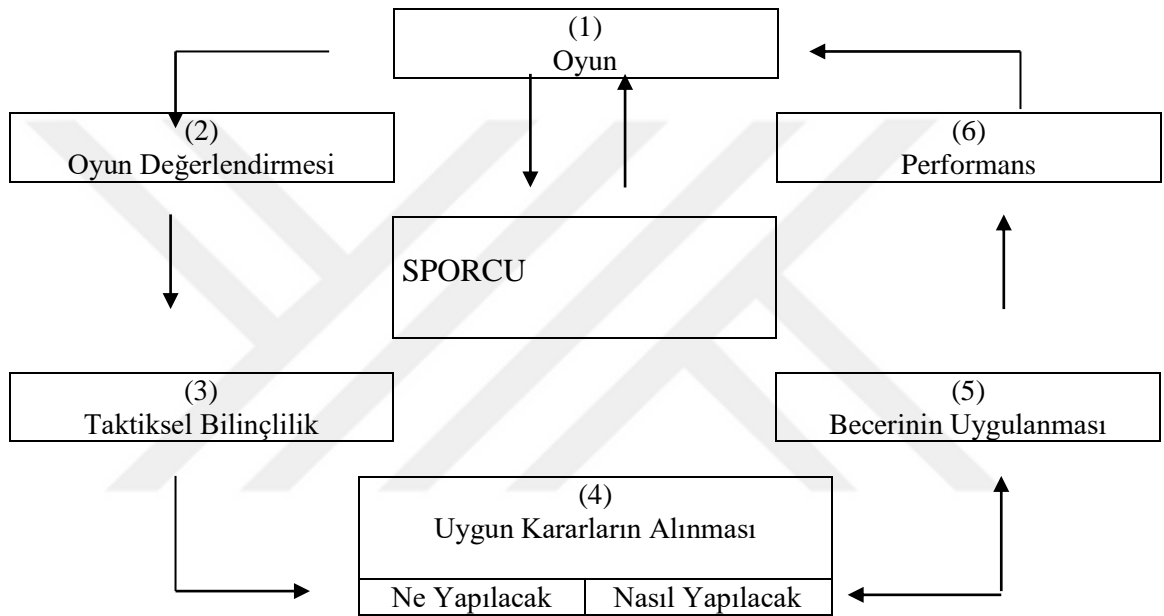 (1)
Oyun
(2)
Oyun Değerlendirmesi
(6)
Performans
SPORCU
(3)
Taktiksel Bilinçlilik
(5)
Becerinin Uygulanması
(4)
Uygun Kararların Alınması
Ne Yapılacak
Nasıl Yapılacak